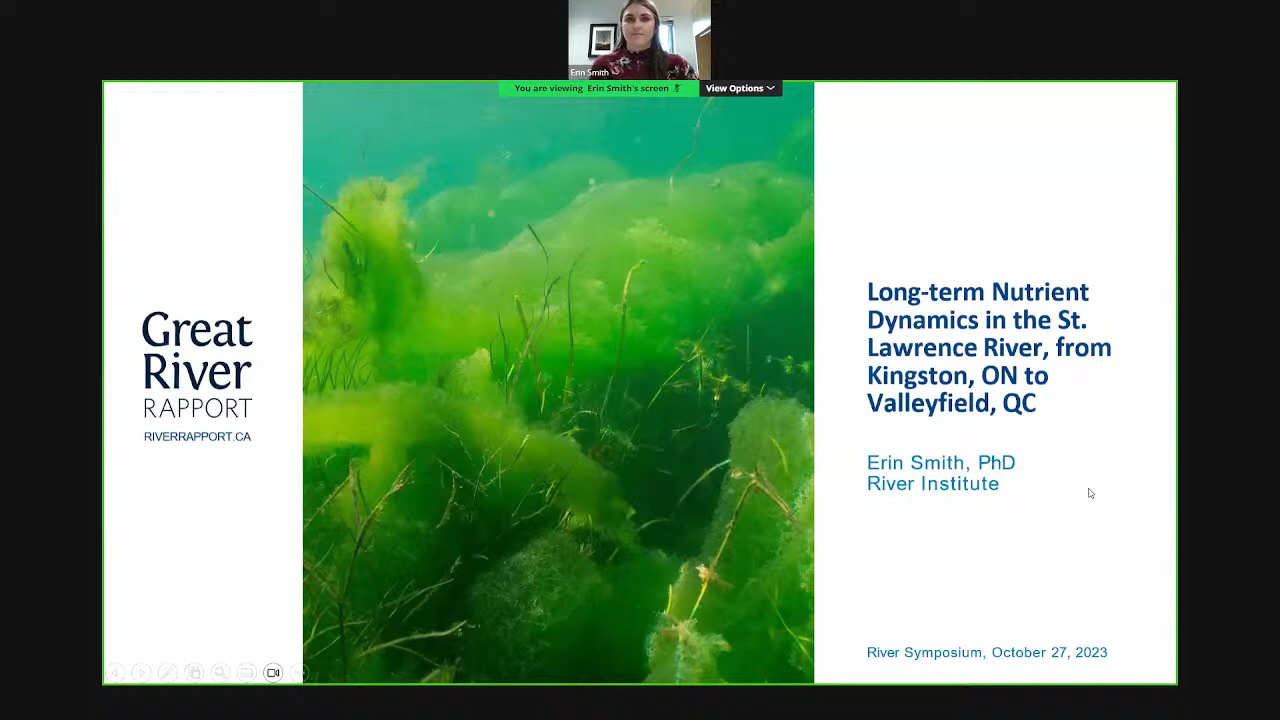 Erin Smith
You are viewing Erin Smith's screen
View Options
Great
River
RAPPORT
RIVERRAPPORT.CA
Long-term Nutrient
Dynamics in the St.
Lawrence River, from
Kingston, ON to
Valleyfield, QC
Erin Smith, PhD
River Institute
River Symposium, October 27, 2023